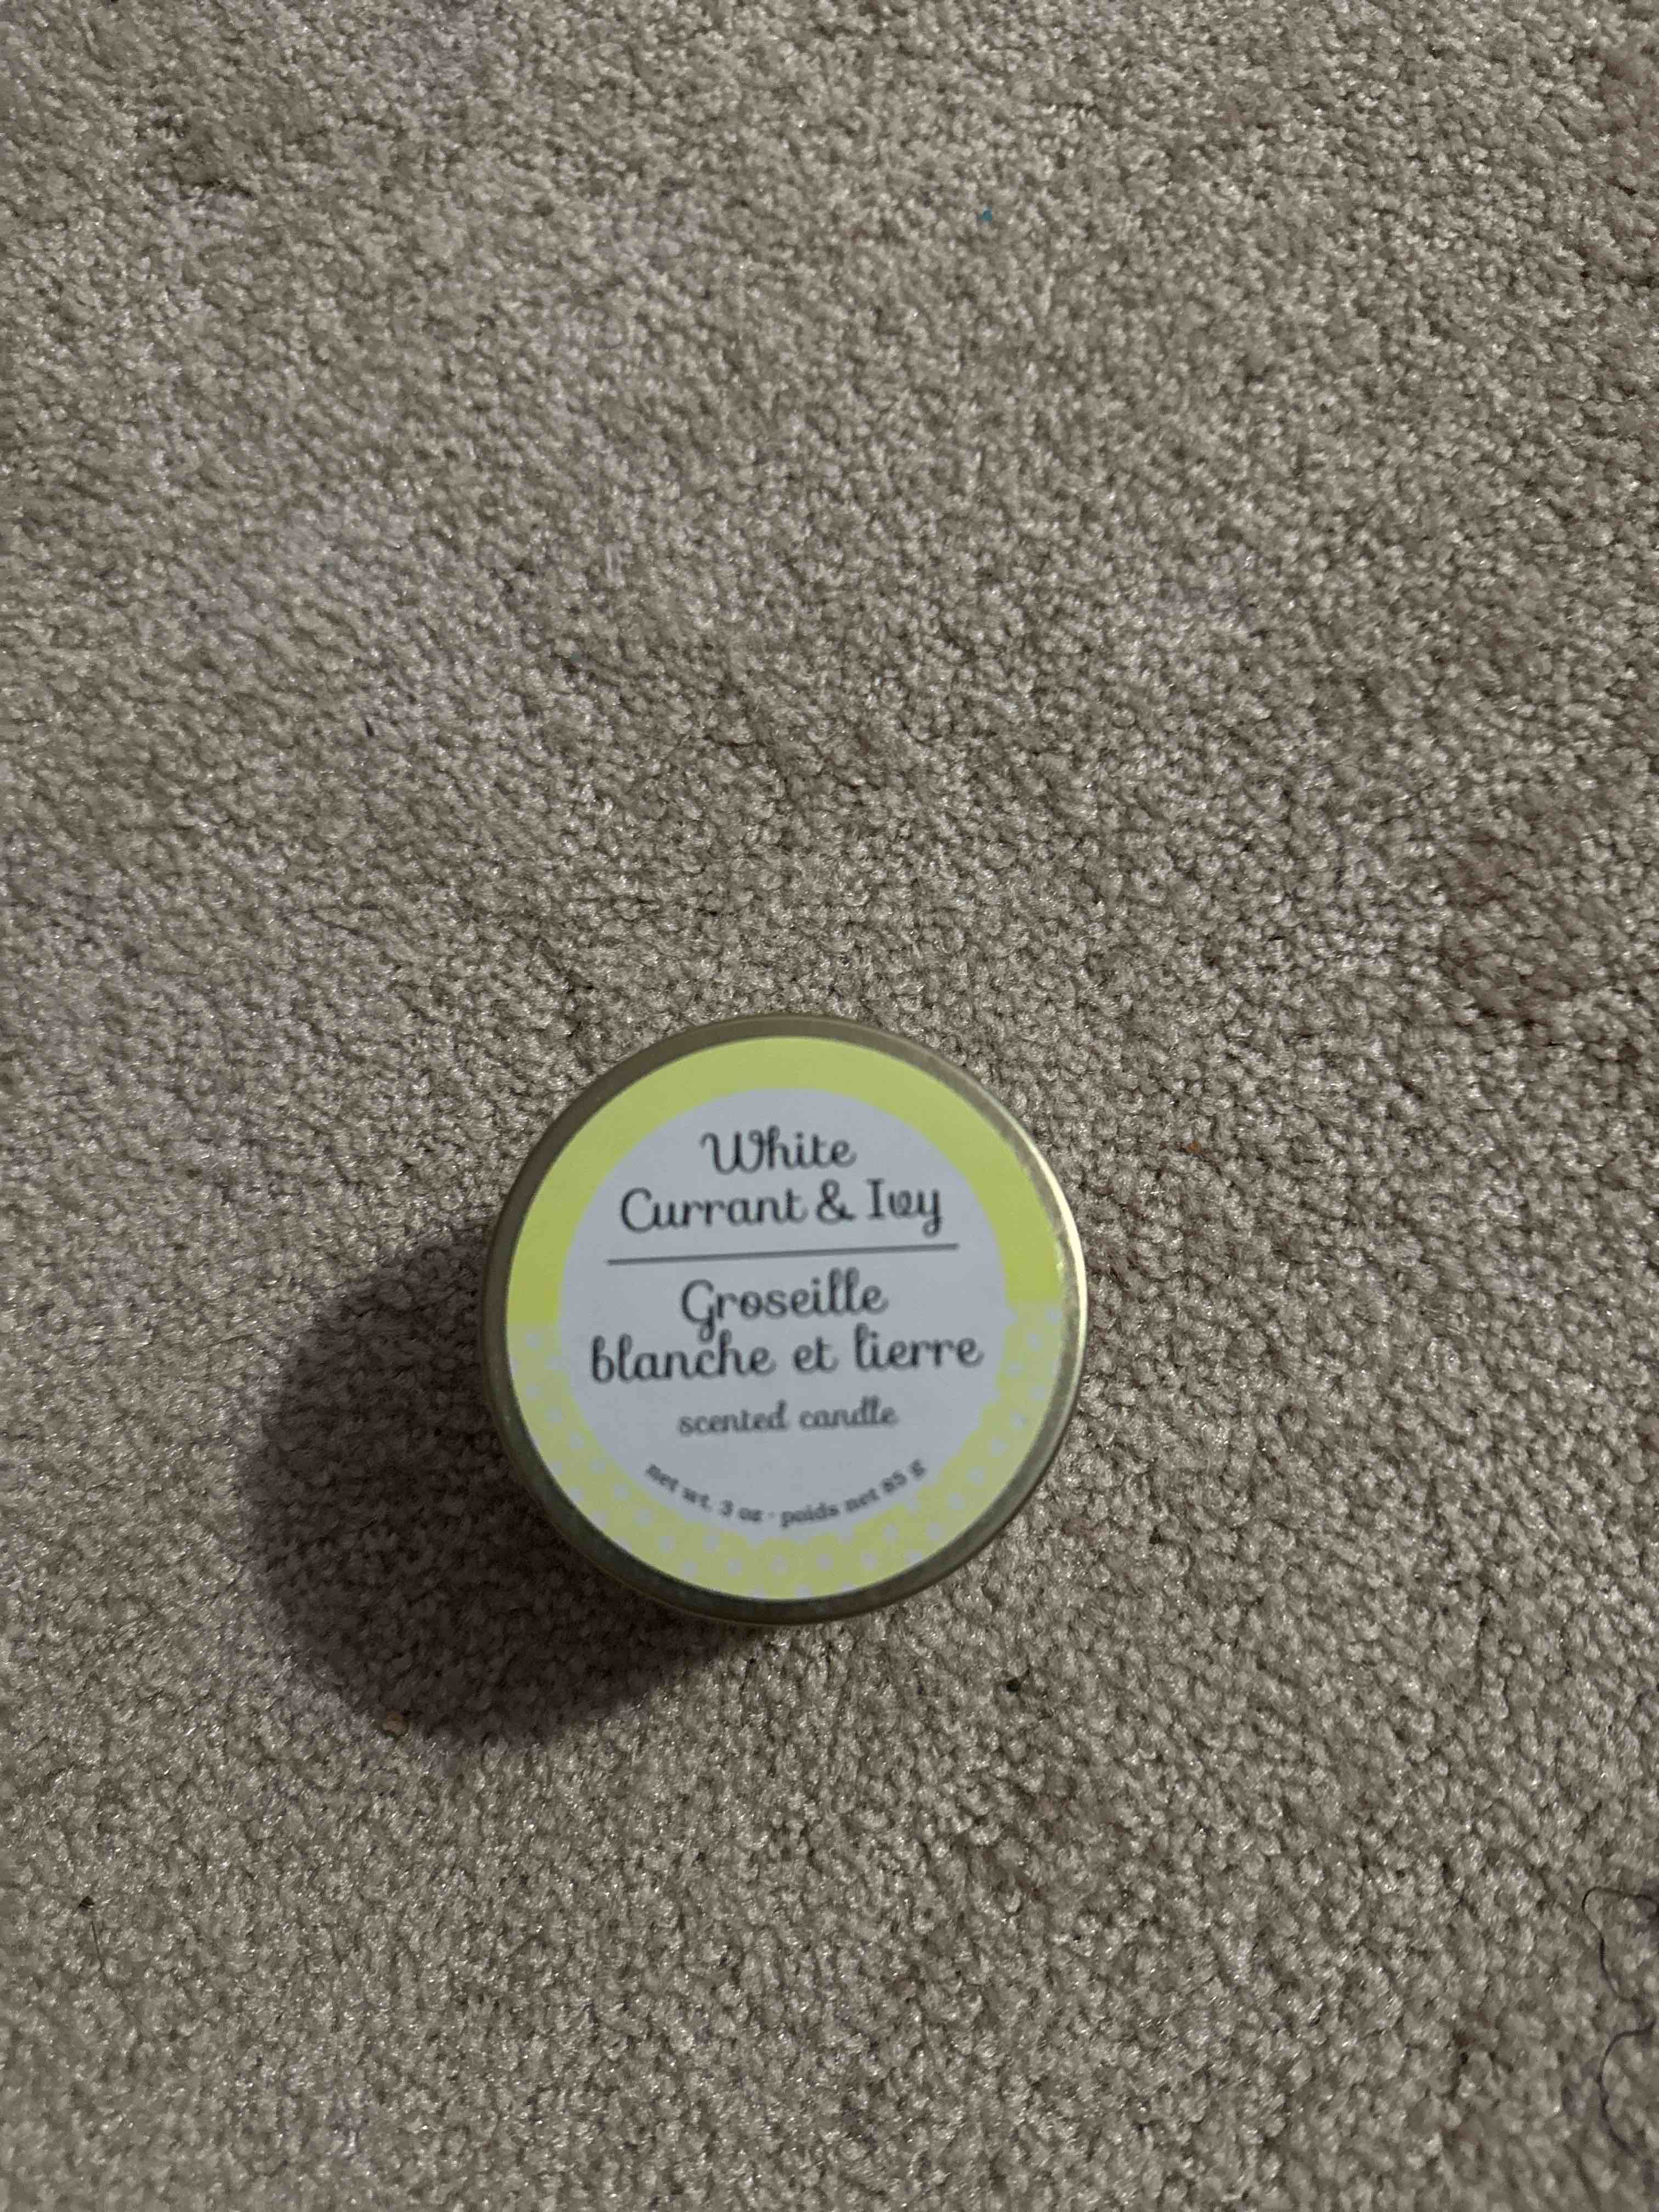 White
Currant & Ivy
Groseille
blanche et lierre
scented candle
net wt. 3 oz · poids net 85 g